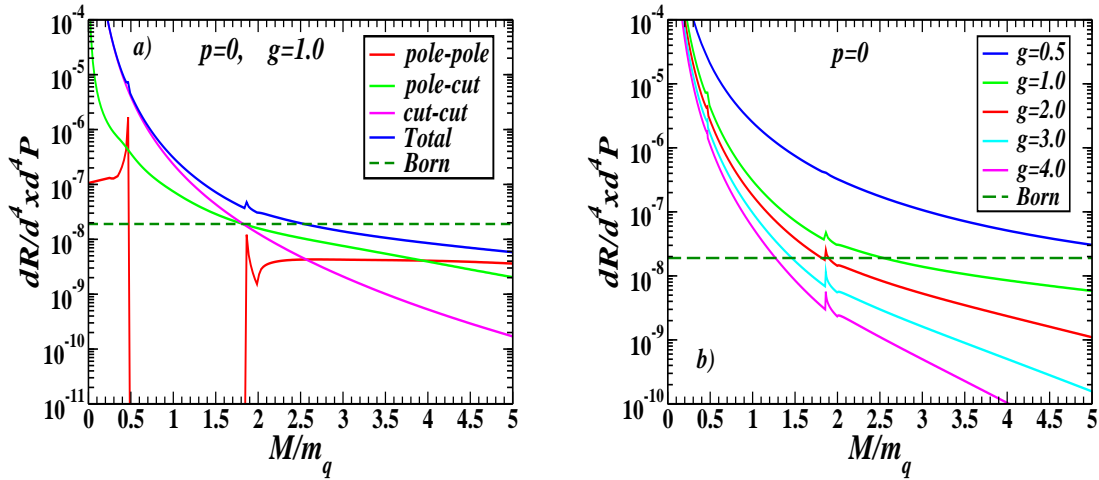 a) p=0, g=1.0
pole-pole
pole-cut
cut-cut
Total
Born
10^-4
10^-5
10^-6
10^-7
10^-8
10^-9
10^-10
10^-11
dR/d^4xd^4P
0 0.5 1 1.5 2 2.5 3 3.5 4 4.5 5
M/m_q
p=0
g=0.5
g=1.0
g=2.0
g=3.0
g=4.0
Born
10^-4
10^-5
10^-6
10^-7
10^-8
10^-9
10^-10
dR/d^4xd^4P
b)
0 0.5 1 1.5 2 2.5 3 3.5 4 4.5 5
M/m_q